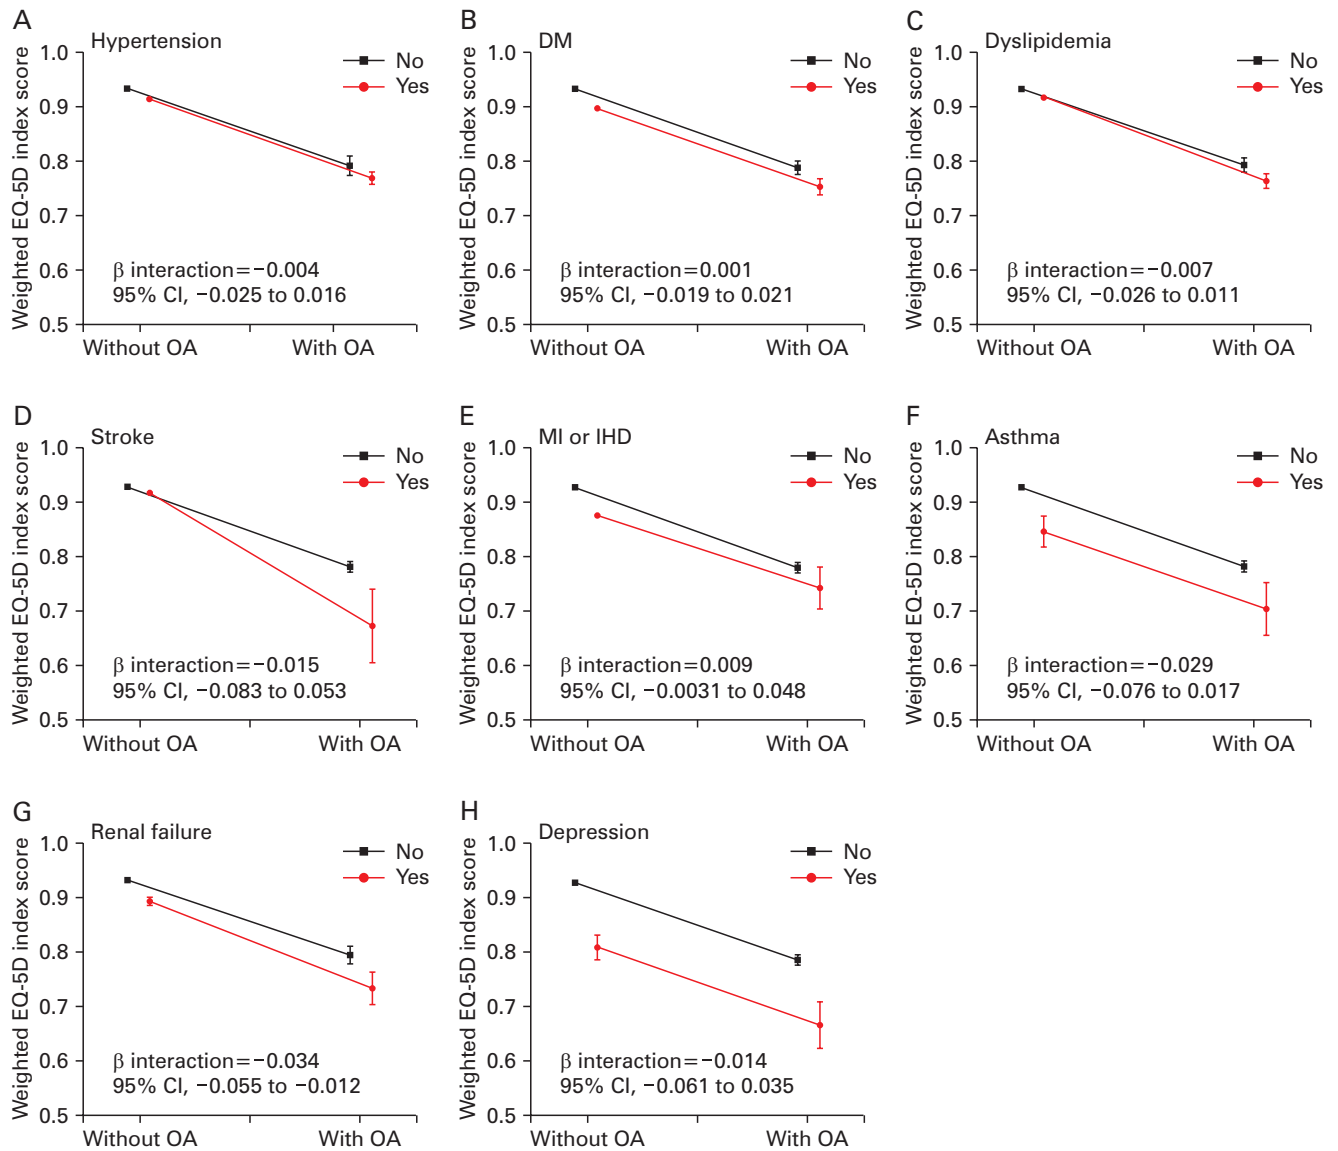 A
Hypertension
No
Yes
Weighted EQ-5D index score
1.0
0.9
0.8
0.7
0.6
0.5
β interaction=−0.004
95% CI, −0.025 to 0.016
Without OA
With OA
B
DM
No
Yes
Weighted EQ-5D index score
1.0
0.9
0.8
0.7
0.6
0.5
β interaction=0.001
95% CI, −0.019 to 0.021
Without OA
With OA
C
Dyslipidemia
No
Yes
Weighted EQ-5D index score
1.0
0.9
0.8
0.7
0.6
0.5
β interaction=−0.007
95% CI, −0.026 to 0.011
Without OA
With OA
D
Stroke
No
Yes
Weighted EQ-5D index score
1.0
0.9
0.8
0.7
0.6
0.5
β interaction=−0.015
95% CI, −0.083 to 0.053
Without OA
With OA
E
MI or IHD
No
Yes
Weighted EQ-5D index score
1.0
0.9
0.8
0.7
0.6
0.5
β interaction=0.009
95% CI, −0.0031 to 0.048
Without OA
With OA
F
Asthma
No
Yes
Weighted EQ-5D index score
1.0
0.9
0.8
0.7
0.6
0.5
β interaction=−0.029
95% CI, −0.076 to 0.017
Without OA
With OA
G
Renal failure
No
Yes
Weighted EQ-5D index score
1.0
0.9
0.8
0.7
0.6
0.5
β interaction=−0.034
95% CI, −0.055 to −0.012
Without OA
With OA
H
Depression
No
Yes
Weighted EQ-5D index score
1.0
0.9
0.8
0.7
0.6
0.5
β interaction=−0.014
95% CI, −0.061 to 0.035
Without OA
With OA